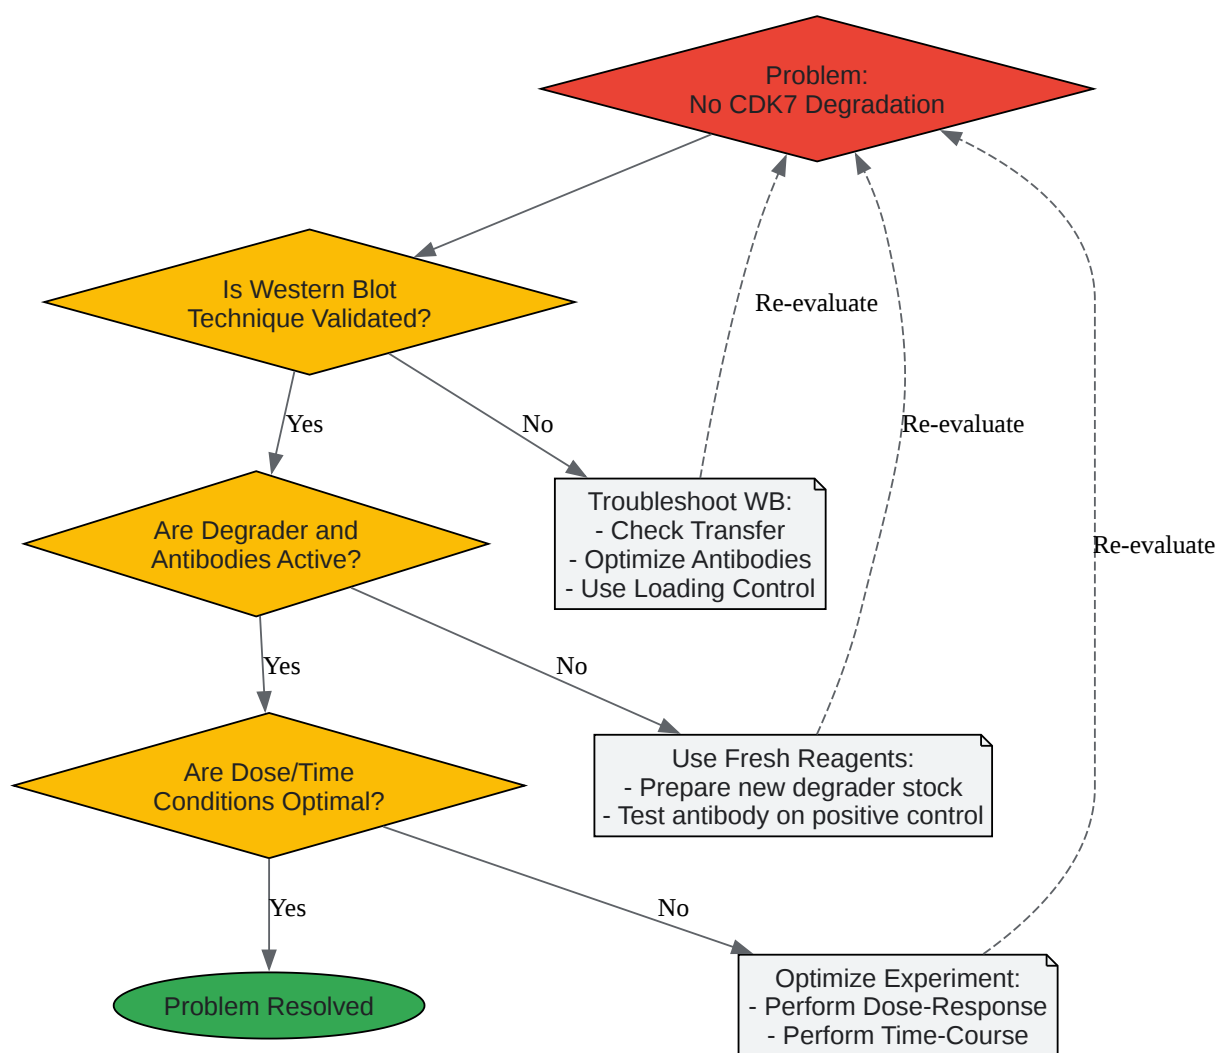 Problem:
No CDK7 Degradation
Is Western Blot
Technique Validated?
Re-evaluate
Yes
No
Re-evaluate
Troubleshoot WB:
- Check Transfer
- Optimize Antibodies
- Use Loading Control
Are Degrader and
Antibodies Active?
Re-evaluate
Yes
No
Use Fresh Reagents:
- Prepare new degrader stock
- Test antibody on positive control
Are Dose/Time
Conditions Optimal?
Yes
No
Problem Resolved
Optimize Experiment:
- Perform Dose-Response
- Perform Time-Course